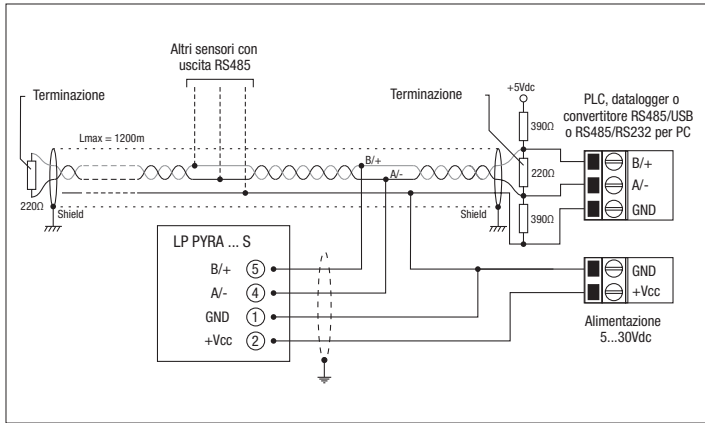 Altri sensori con
uscita RS485
Terminazione
Terminazione
+5Vdc
PLC, datalogger o
convertitore RS485/USB
o RS485/RS232 per PC
390Ω
Lmax = 1200m
B/+
B/+
220Ω
A/-
A/-
220Ω
390Ω
GND
Shield
Shield
LP PYRA ... S
B/+ 5
A/- 4
GND 1
+Vcc 2
GND
+Vcc
Alimentazione
5...30Vdc